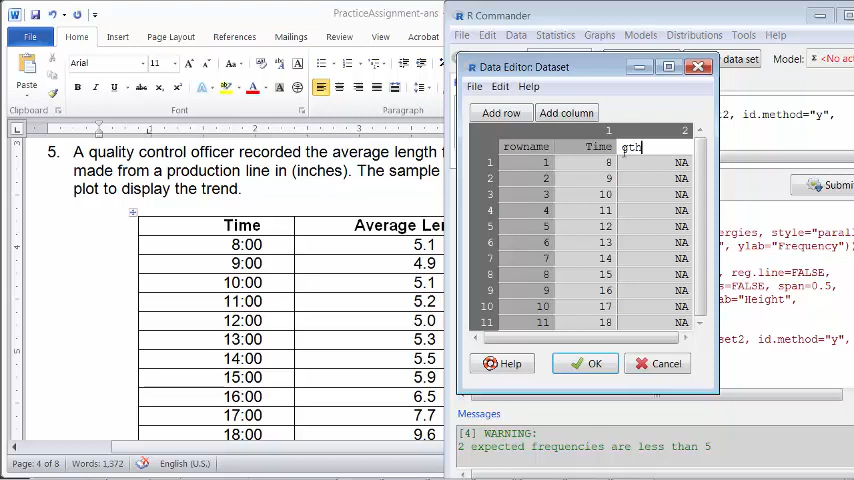 PracticeAssignment-ans
File Home Insert Page Layout References Mailings Review View Acrobat
Arial 11
Paste
Clipboard Font Paragraph
5. A quality control officer recorded the average length
made from a production line in (inches). The sample
plot to display the trend.
Time Average Len
8:00 5.1
9:00 4.9
10:00 5.1
11:00 5.2
12:00 5.0
13:00 5.3
14:00 5.5
15:00 5.9
16:00 6.5
17:00 7.7
18:00 9.6
Page: 4 of 8 Words: 1,372 English (U.S.)
R Commander
File Edit Data Statistics Graphs Models Distributions Tools Help
data set Model: Σ <No ac
2, id.method="y",
Submi
ergies, style="paral
", ylab="Frequency")
reg.line=FALSE,
s=FALSE, span=0.5,
ab="Height",
set2, id.method="y"
Messages
[4] WARNING:
2 expected frequencies are less than 5
Data Editor: Dataset
File Edit Help
Add row Add column
1 2
rowname Time gth
1 1 8 NA
2 2 9 NA
3 3 10 NA
4 4 11 NA
5 5 12 NA
6 6 13 NA
7 7 14 NA
8 8 15 NA
9 9 16 NA
10 10 17 NA
11 11 18 NA
Help OK Cancel